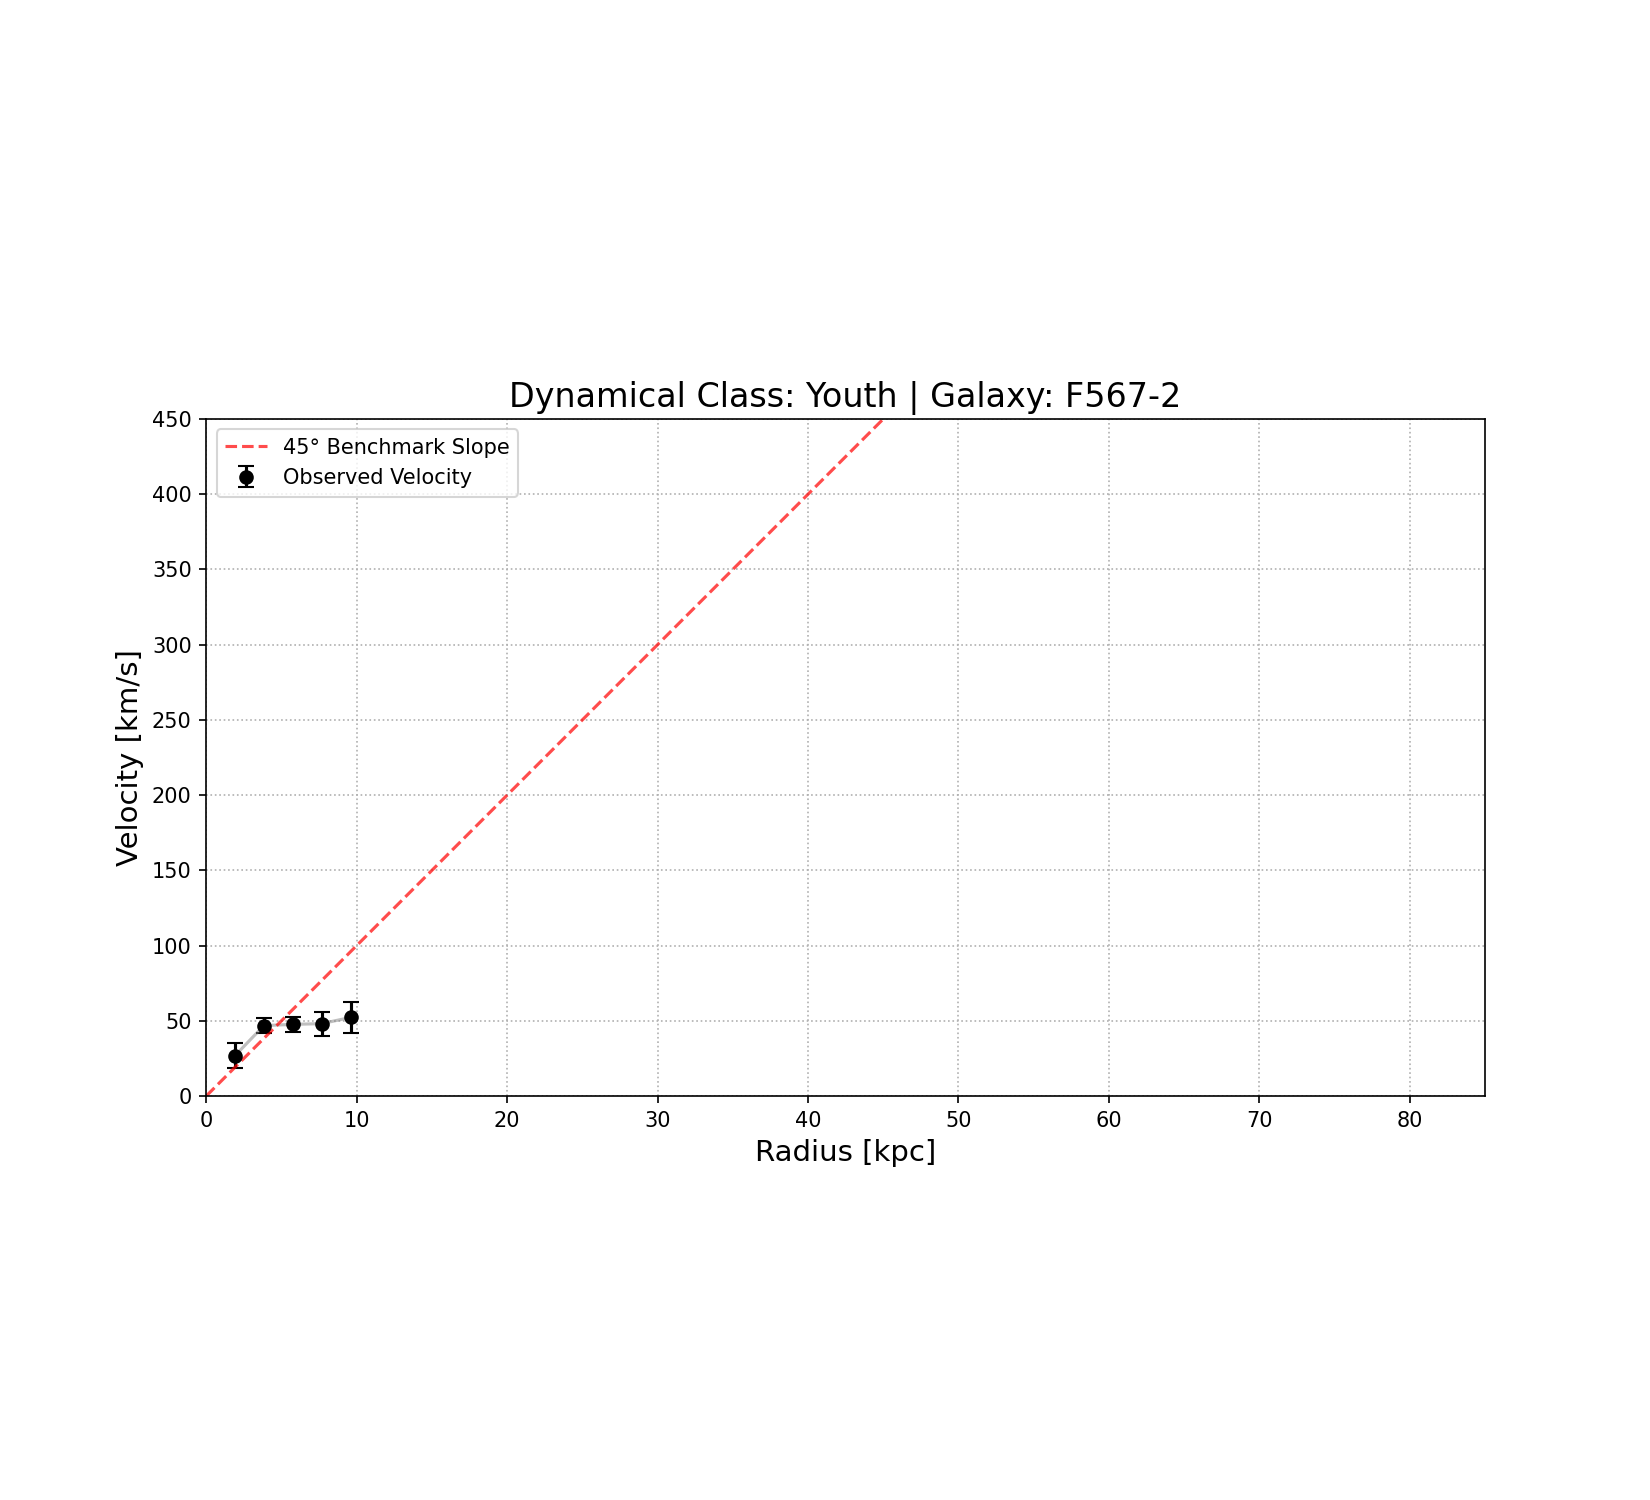 Dynamical Class: Youth | Galaxy: F567-2
450
400
350
300
250
200
150
100
50
0
45° Benchmark Slope
Observed Velocity
Velocity [km/s]
0 10 20 30 40 50 60 70 80
Radius [kpc]